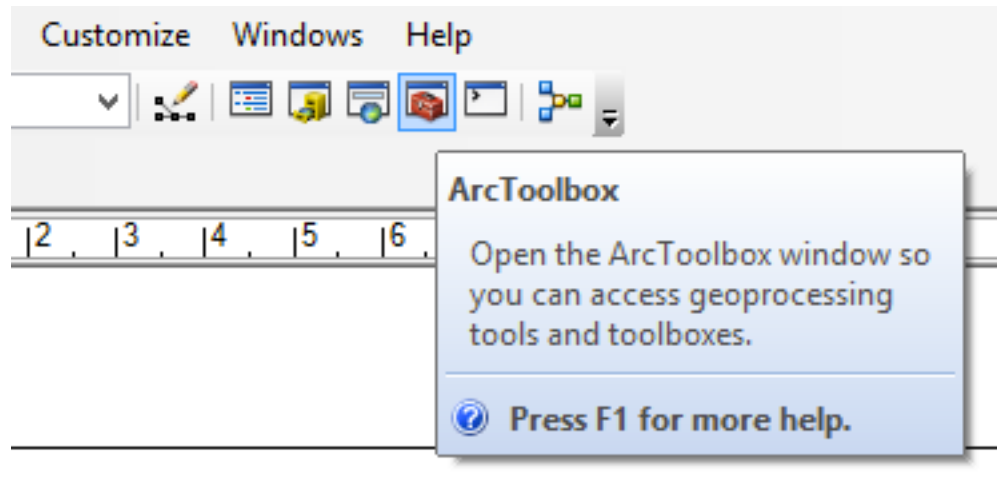 Customize Windows Help
ArcToolbox
2 3 4 5 6
Open the ArcToolbox window so
you can access geoprocessing
tools and toolboxes.
Press F1 for more help.